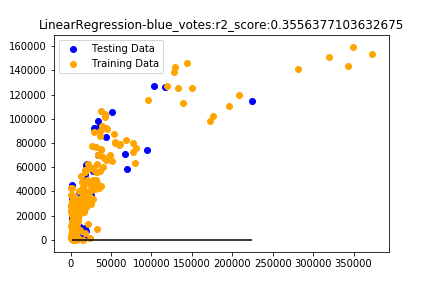 LinearRegression-blue_votes:r2_score:0.3556377103632675
Testing Data
Training Data
160000
140000
120000
100000
80000
60000
40000
20000
0
0 50000 100000 150000 200000 250000 300000 350000